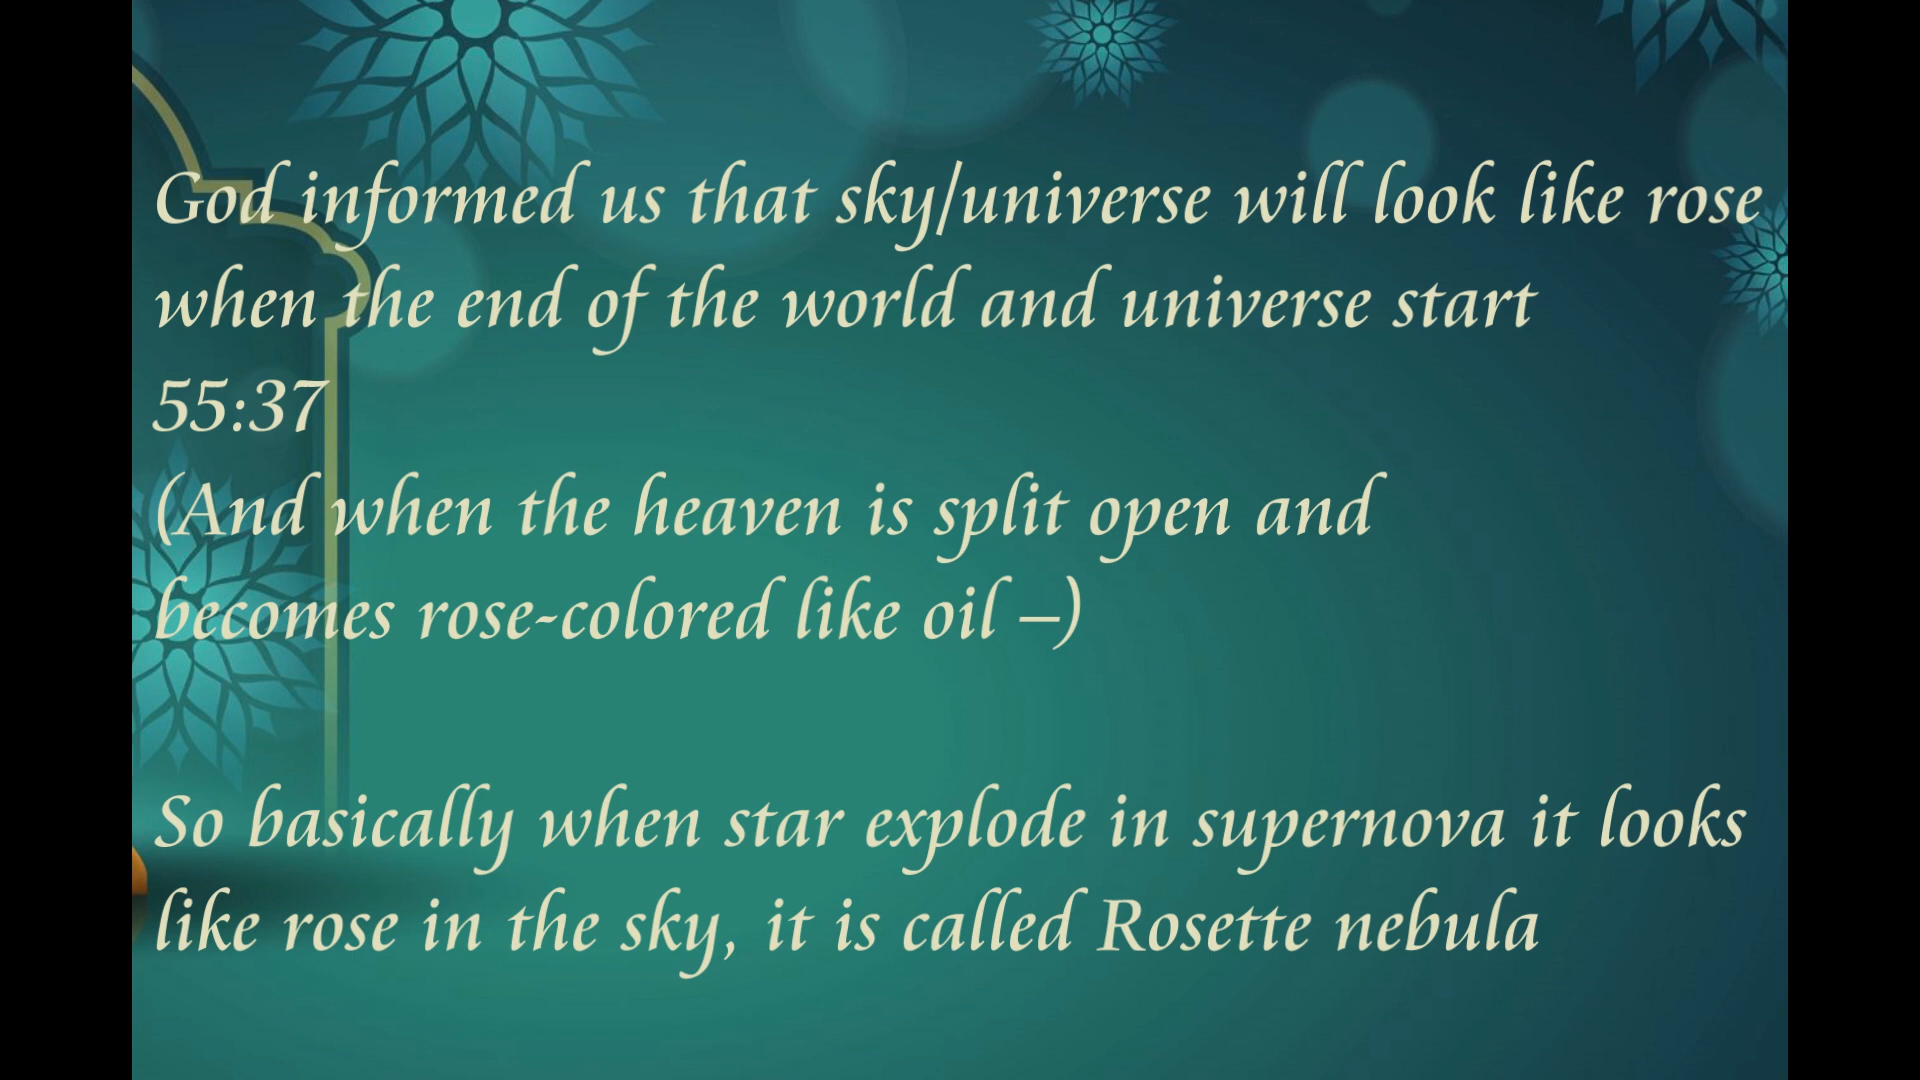 God informed us that sky/universe will look like rose
when the end of the world and universe start
55:37
(And when the heaven is split open and
becomes rose-colored like oil –)
So basically when star explode in supernova it looks
like rose in the sky, it is called Rosette nebula